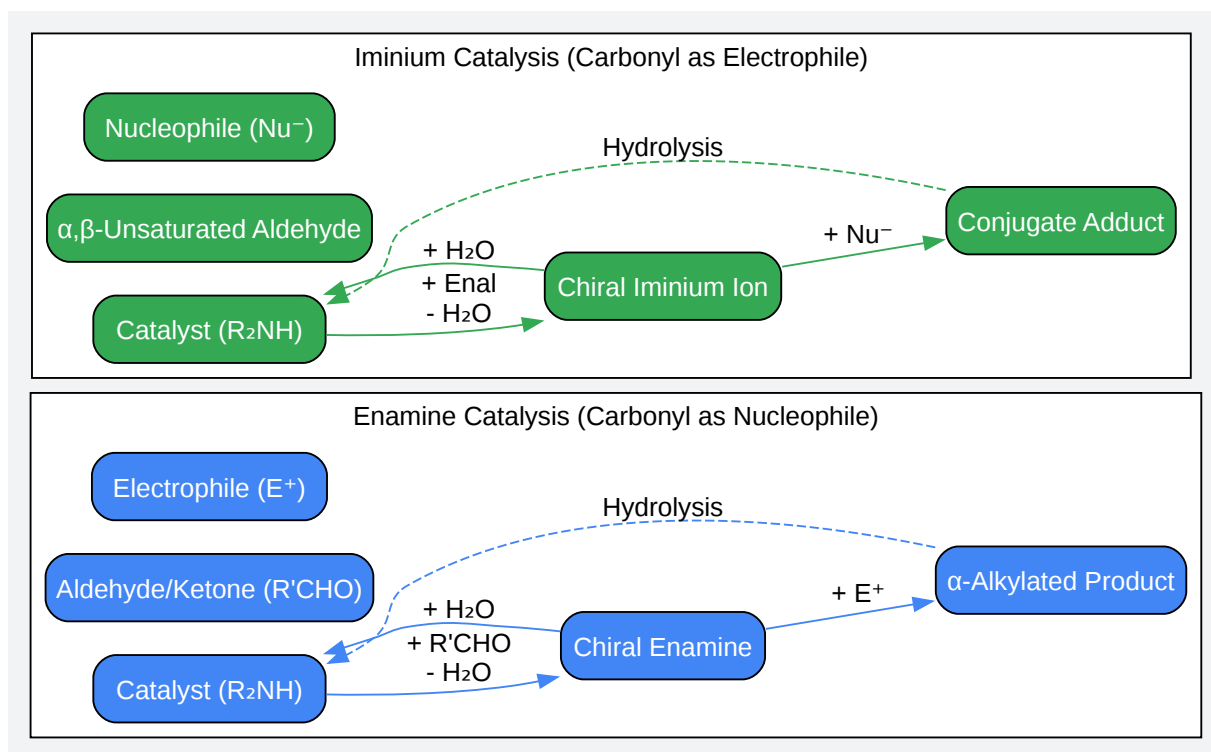 Iminium Catalysis (Carbonyl as Electrophile)
Nucleophile (Nu⁻)
Hydrolysis
α,β-Unsaturated Aldehyde
Conjugate Adduct
+ Nu⁻
+ H₂O
+ Enal
- H₂O
Chiral Iminium Ion
Catalyst (R₂NH)
Enamine Catalysis (Carbonyl as Nucleophile)
Electrophile (E⁺)
Hydrolysis
Aldehyde/Ketone (R'CHO)
α-Alkylated Product
+ E⁺
+ H₂O
+ R'CHO
- H₂O
Chiral Enamine
Catalyst (R₂NH)